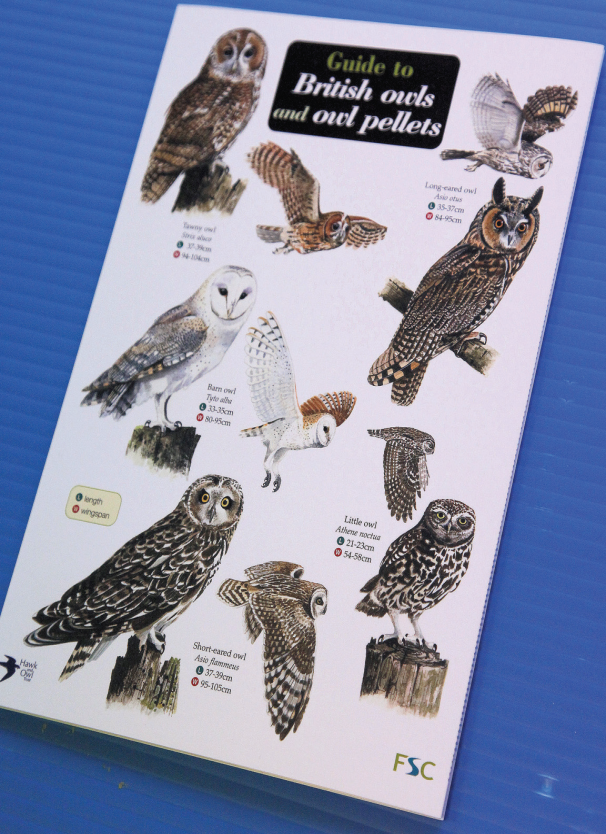 Guide to
British owls
and owl pellets
Long-eared owl
Asio otus
L 35-37cm
W 84-95cm
Tawny owl
Strix aluco
L 37-39cm
W 94-104cm
Barn owl
Tyto alba
L 33-35cm
W 80-95cm
L length
W wingspan
Little owl
Athene noctua
L 21-23cm
W 54-58cm
Short-eared owl
Asio flammeus
L 37-39cm
W 95-105cm
Hawk
Owl
FSC